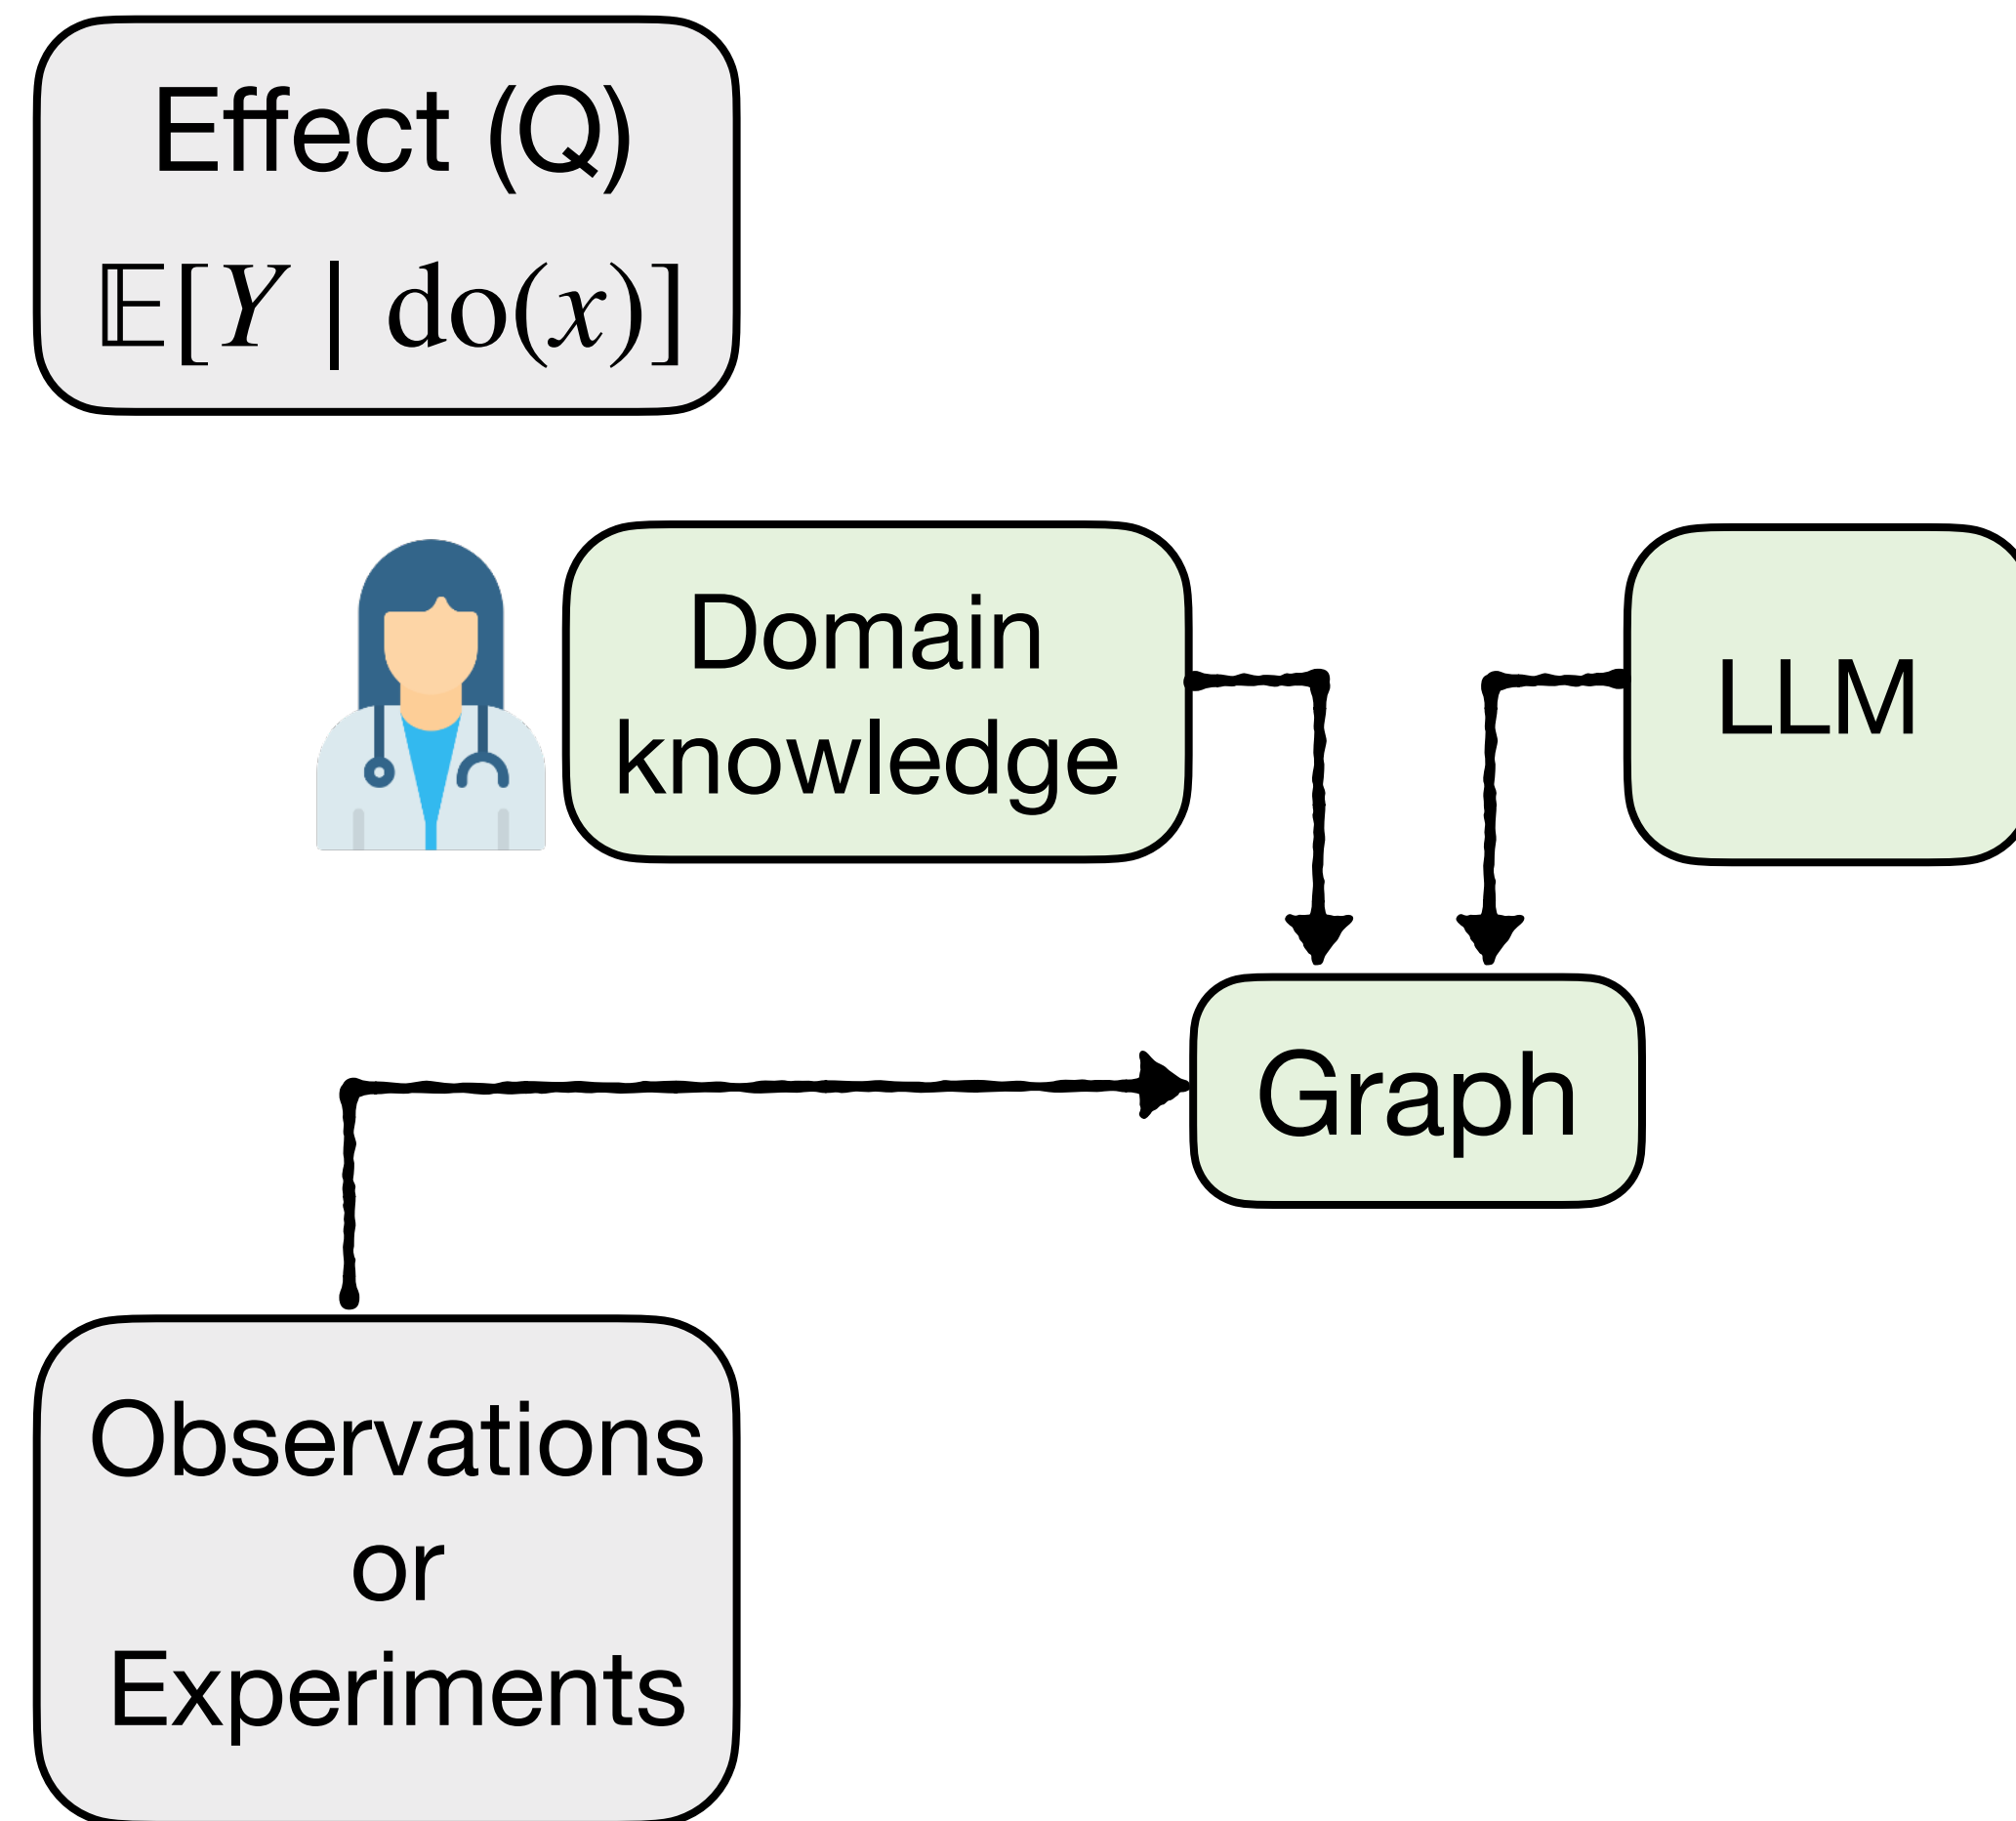 Effect (Q)
𝔼[Y | do(x)]
Domain
knowledge
LLM
Graph
Observations
or
Experiments